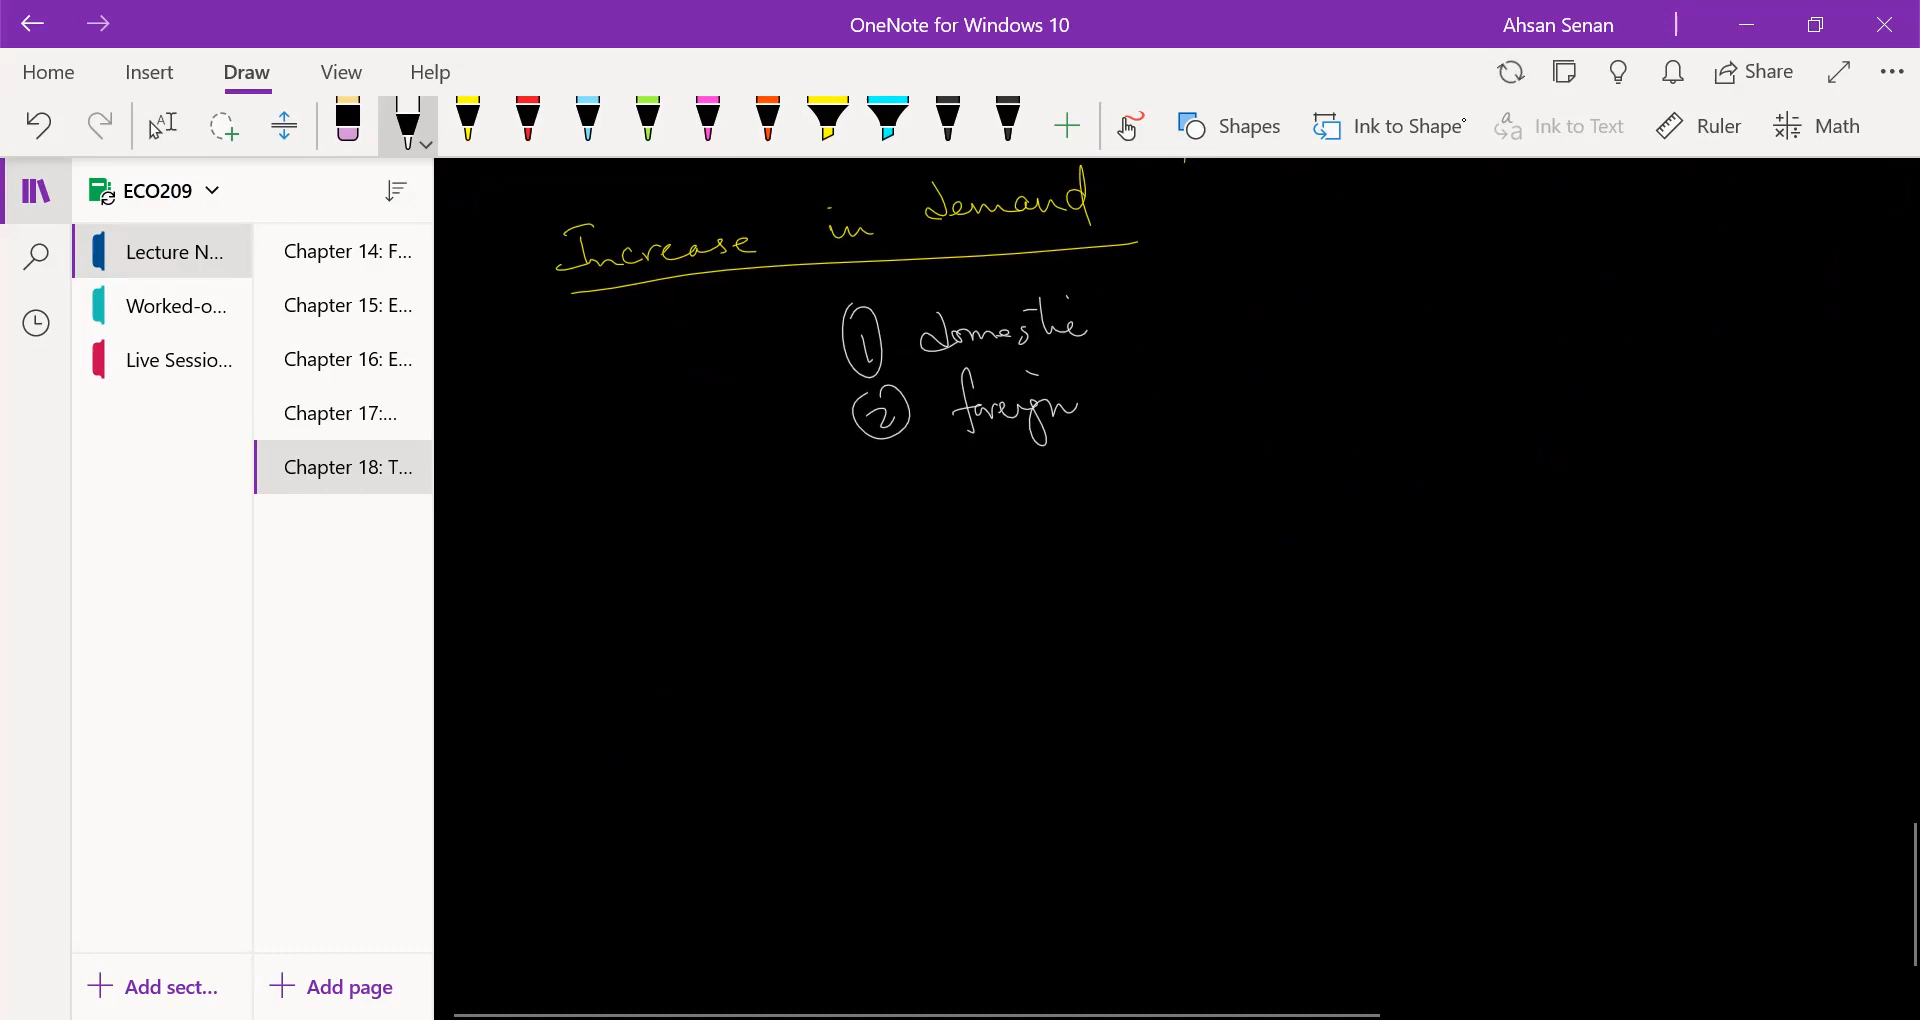 OneNote for Windows 10
Ahsan Senan
Home Insert Draw View Help
Share
Shapes Ink to Shape Ink to Text Ruler Math
ECO209
Lecture N...
Worked-o...
Live Sessio...
Chapter 14: F...
Chapter 15: E...
Chapter 16: E...
Chapter 17:...
Chapter 18: T...
Increase in demand
① domestic
② foreign
Add sect...
Add page